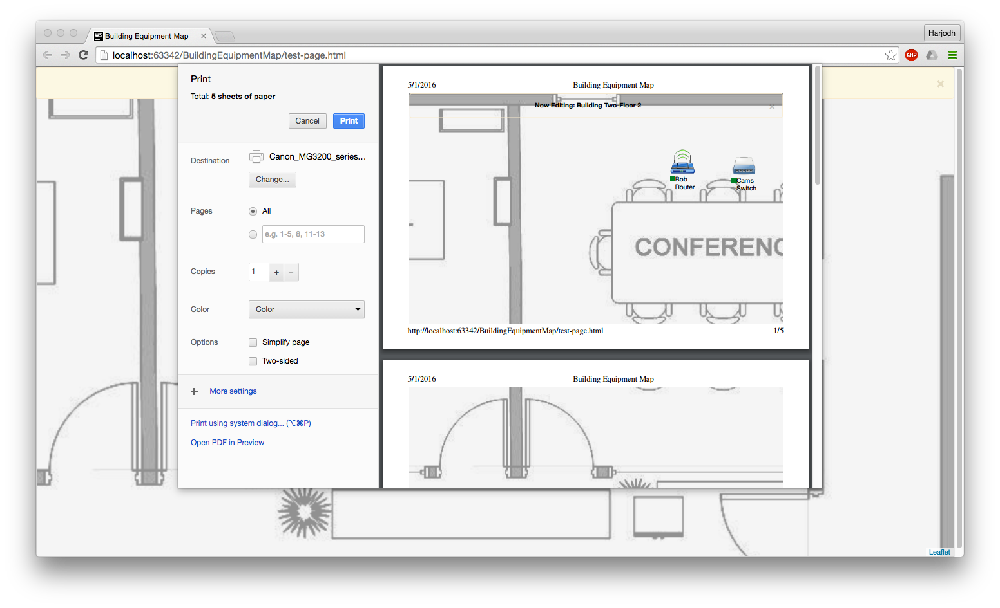 WS Building Equipment Map ×
Harjodh
localhost:63342/BuildingEquipmentMap/test-page.html
ABP
×
Print
Total: 5 sheets of paper
Cancel
Print
Destination
Canon_MG3200_series...
Change...
Pages
All
e.g. 1-5, 8, 11-13
Copies
1
+
-
Color
Color
Options
Simplify page
Two-sided
+ More settings
Print using system dialog... (⌥⌘P)
Open PDF in Preview
5/1/2016
Building Equipment Map
Now Editing: Building Two-Floor 2
×
Bob
Router
Cams
Switch
CONFERENC
http://localhost:63342/BuildingEquipmentMap/test-page.html
1/5
5/1/2016
Building Equipment Map
Leaflet